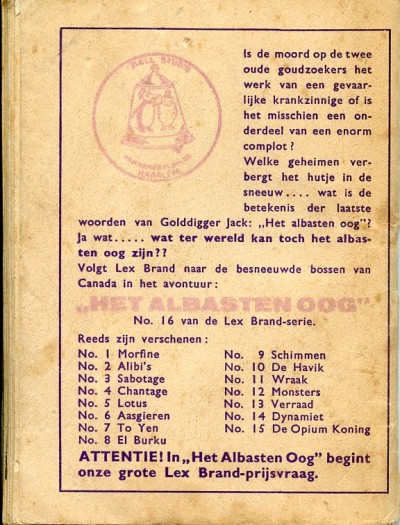 BELL STUDIO
HAARLEM
Is de moord op de twee
oude goudzoekers het
werk van een gevaar-
lijke krankzinnige of is
het misschien een on-
derdeel van een enorm
complot?
Welke geheimen ver-
bergt het hutje in de
sneeuw.... wat is de
betekenis der laatste
woorden van Golddigger Jack: „Het albasten oog"?
Ja wat..... wat ter wereld kan toch het albas-
ten oog zijn??
Volgt Lex Brand naar de besneeuwde bossen van
Canada in het avontuur:
„HET ALBASTEN OOG"
No. 16 van de Lex Brand-serie.
Reeds zijn verschenen:
No. 1 Morfine
No. 2 Alibi's
No. 3 Sabotage
No. 4 Chantage
No. 5 Lotus
No. 6 Aasgieren
No. 7 To Yen
No. 8 El Burku
No. 9 Schimmen
No. 10 De Havik
No. 11 Wraak
No. 12 Monsters
No. 13 Verraad
No. 14 Dynamiet
No. 15 De Opium Koning
ATTENTIE! In „Het Albasten Oog" begint
onze grote Lex Brand-prijsvraag.